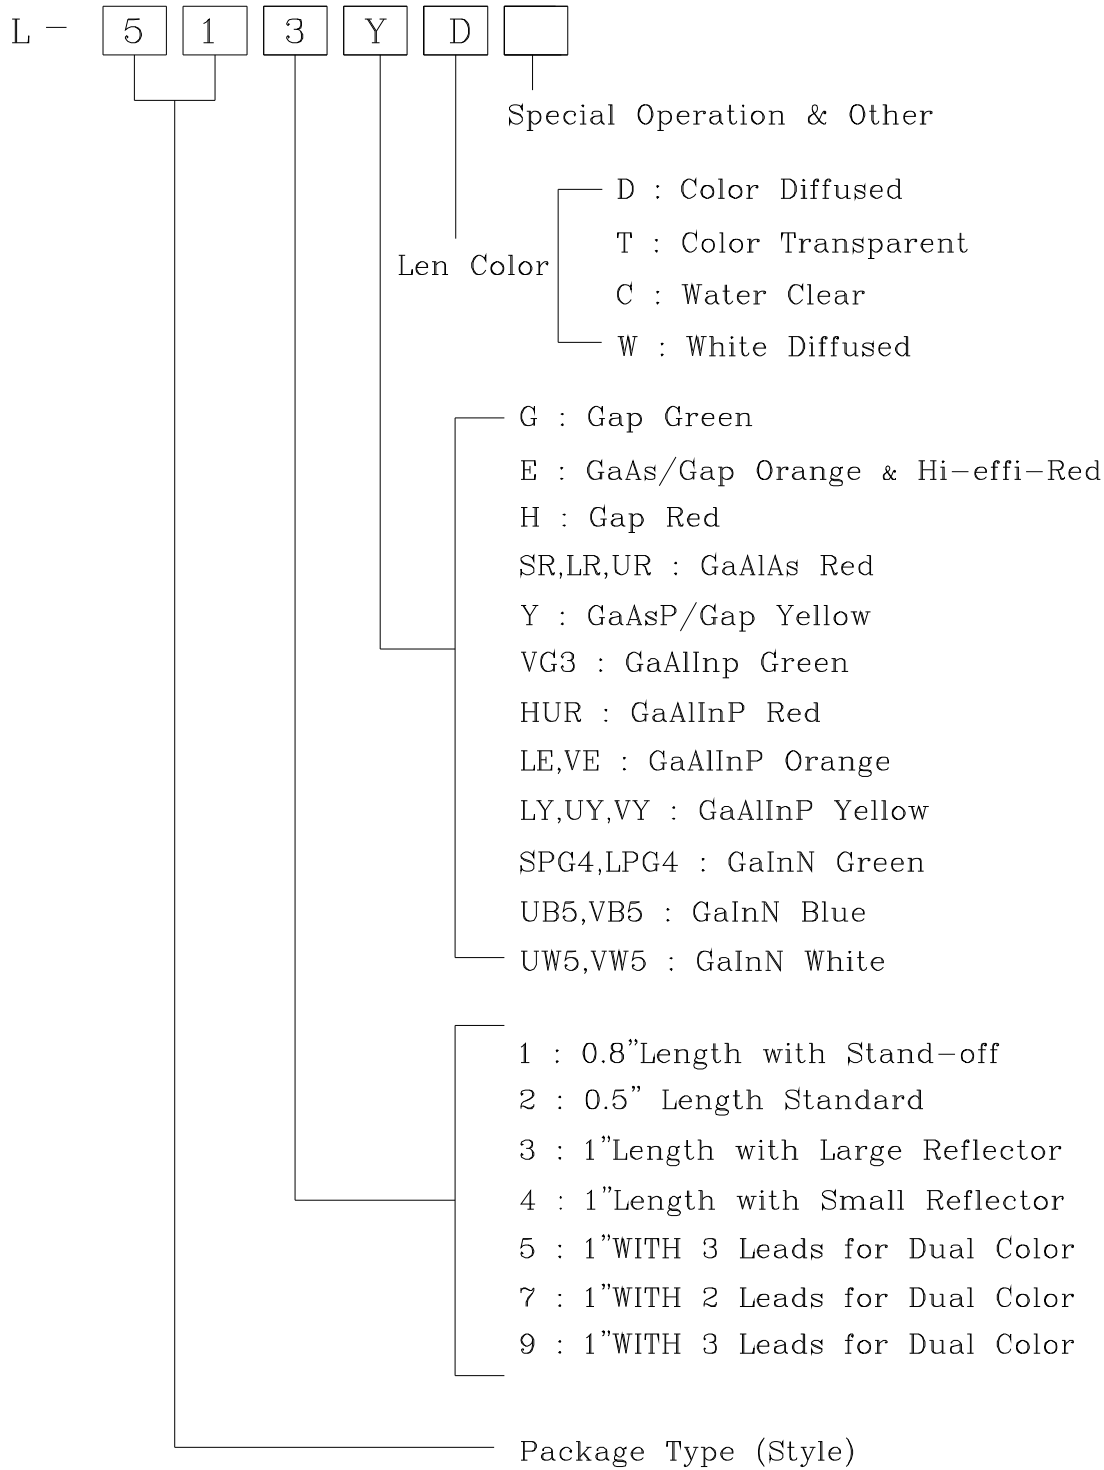 L- 5 1 3 Y D
Special Operation & Other
D : Color Diffused
T : Color Transparent
Len Color
C : Water Clear
W : White Diffused
G : Gap Green
E : GaAs/Gap Orange & Hi-effi-Red
H : Gap Red
SR,LR,UR : GaAlAs Red
Y : GaAsP/Gap Yellow
VG3 : GaAlInp Green
HUR : GaAlInP Red
LE,VE : GaAlInP Orange
LY,UY,VY : GaAlInP Yellow
SPG4,LPG4 : GaInN Green
UB5,VB5 : GaInN Blue
UW5,VW5 : GaInN White
1 : 0.8"Length with Stand-off
2 : 0.5" Length Standard
3 : 1"Length with Large Reflector
4 : 1"Length with Small Reflector
5 : 1"WITH 3 Leads for Dual Color
7 : 1"WITH 2 Leads for Dual Color
9 : 1"WITH 3 Leads for Dual Color
Package Type (Style)